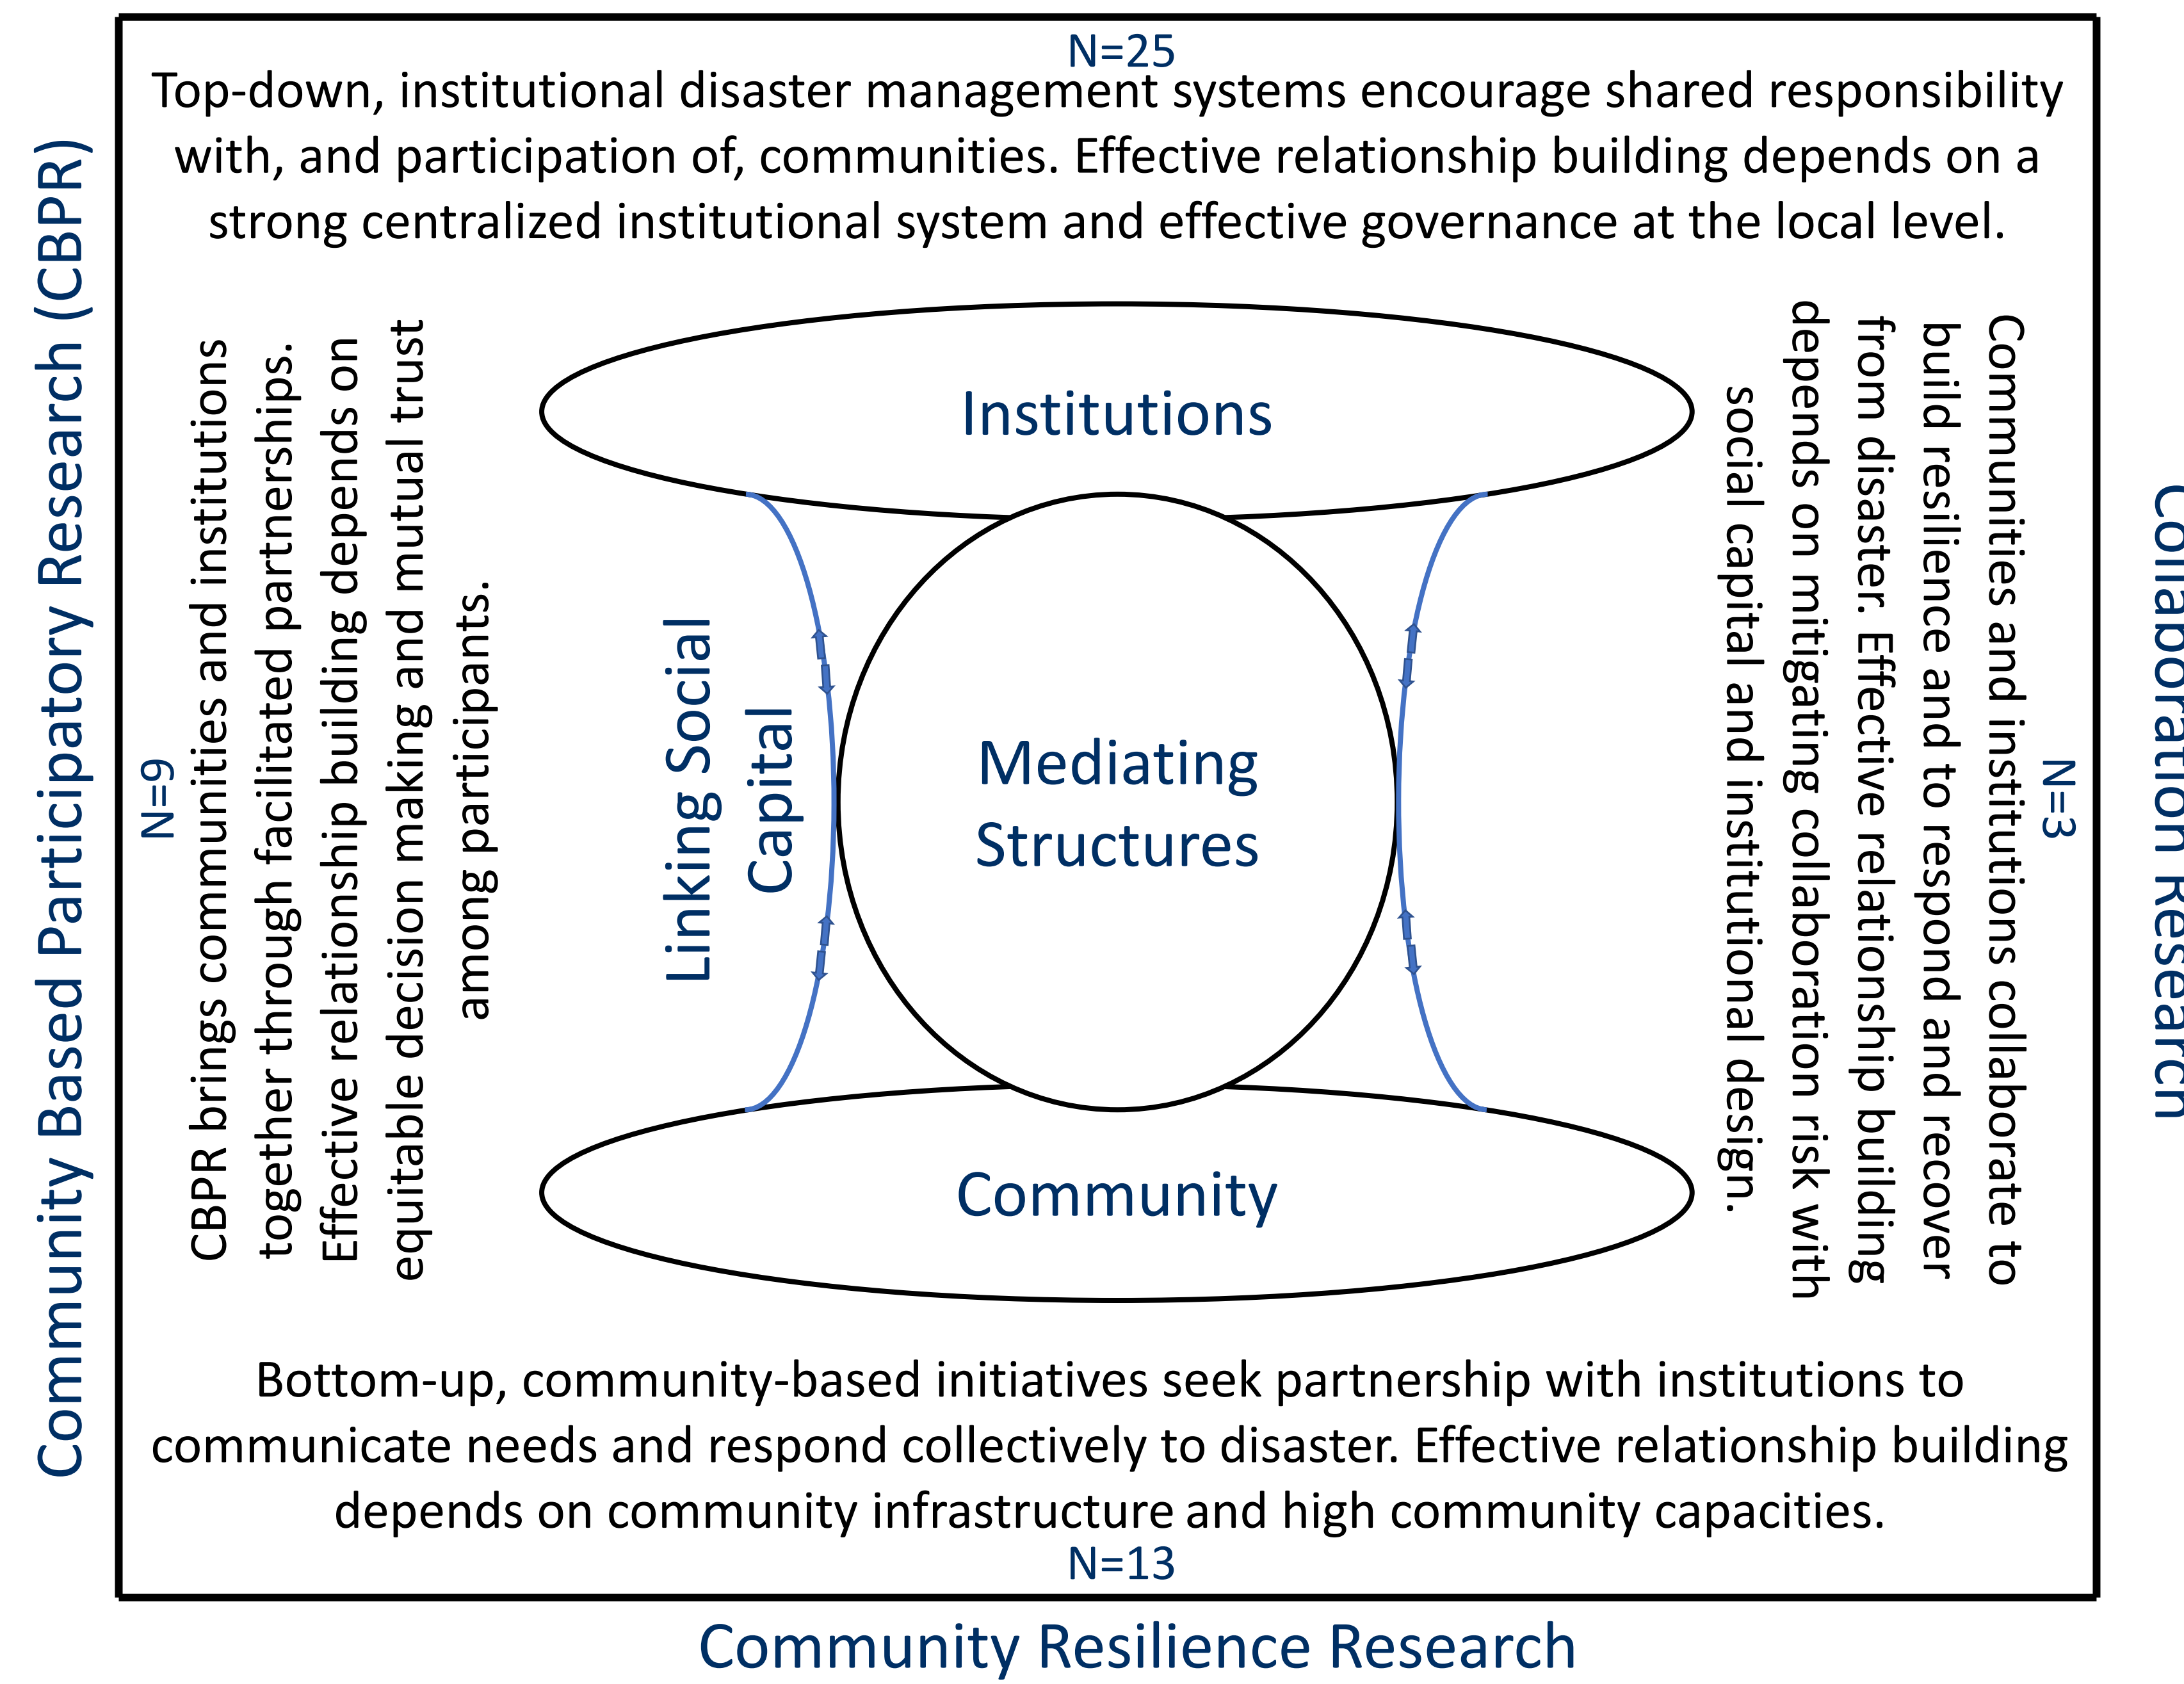 N=25
Top-down, institutional disaster management systems encourage shared responsibility
with, and participation of, communities. Effective relationship building depends on a
strong centralized institutional system and effective governance at the local level.
Community Based Participatory Research (CBPR)
N=9
CBPR brings communities and institutions
together through facilitated partnerships.
Effective relationship building depends on
equitable decision making and mutual trust
among participants.
Institutions
Linking Social
Capital
Mediating
Structures
Community
Communities and institutions collaborate to
build resilience and to respond and recover
from disaster. Effective relationship building
depends on mitigating collaboration risk with
social capital and institutional design.
N=3
Collaboration Research
Bottom-up, community-based initiatives seek partnership with institutions to
communicate needs and respond collectively to disaster. Effective relationship building
depends on community infrastructure and high community capacities.
N=13
Community Resilience Research